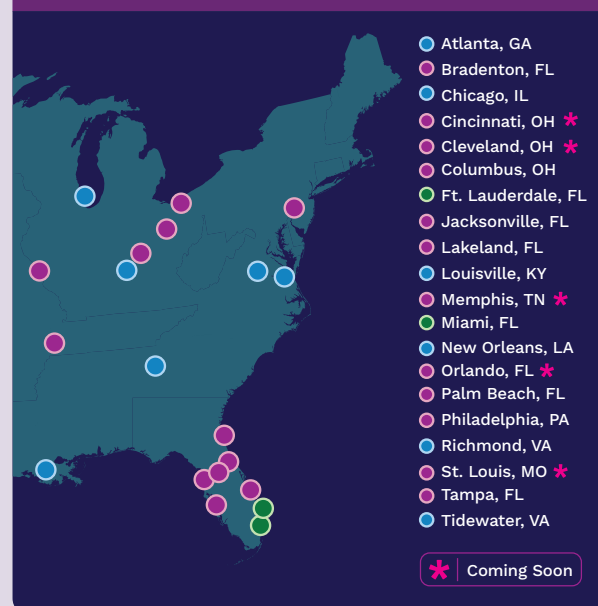 Atlanta, GA
Bradenton, FL
Chicago, IL
Cincinnati, OH *
Cleveland, OH *
Columbus, OH
Ft. Lauderdale, FL
Jacksonville, FL
Lakeland, FL
Louisville, KY
Memphis, TN *
Miami, FL
New Orleans, LA
Orlando, FL *
Palm Beach, FL
Philadelphia, PA
Richmond, VA
St. Louis, MO *
Tampa, FL
Tidewater, VA
* | Coming Soon